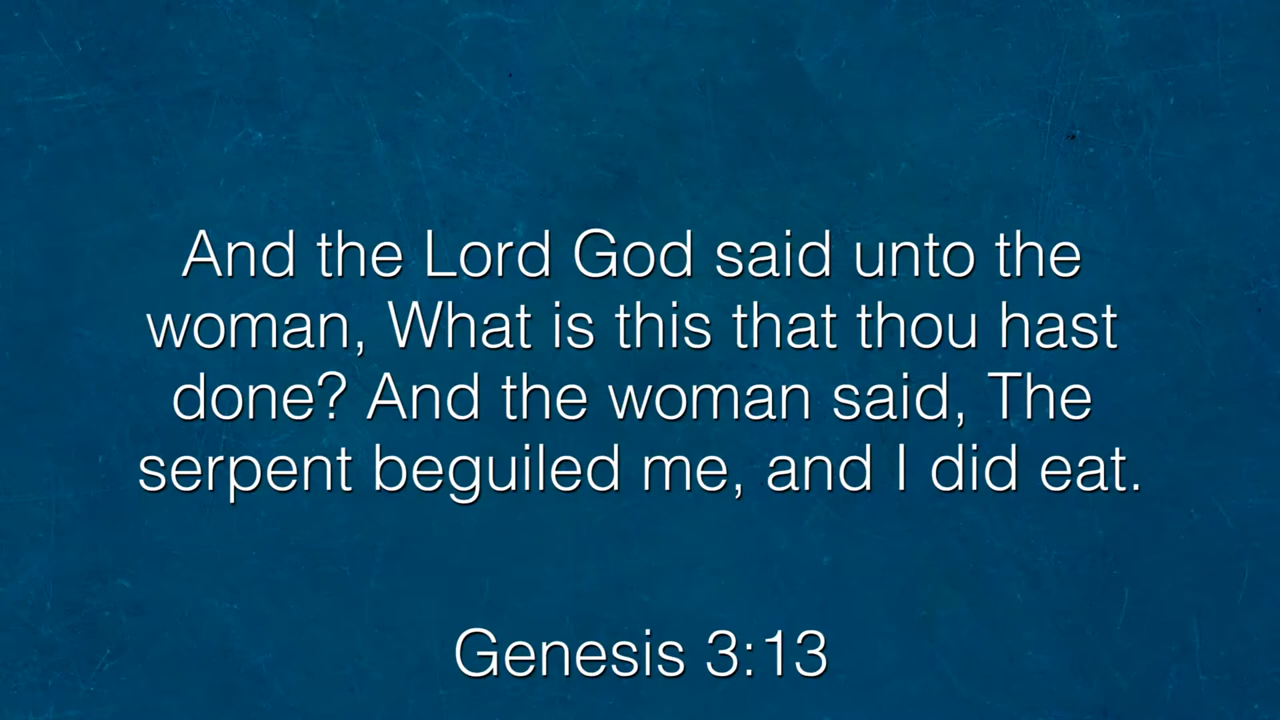 And the Lord God said unto the
woman, What is this that thou hast
done? And the woman said, The
serpent beguiled me, and I did eat.
Genesis 3:13